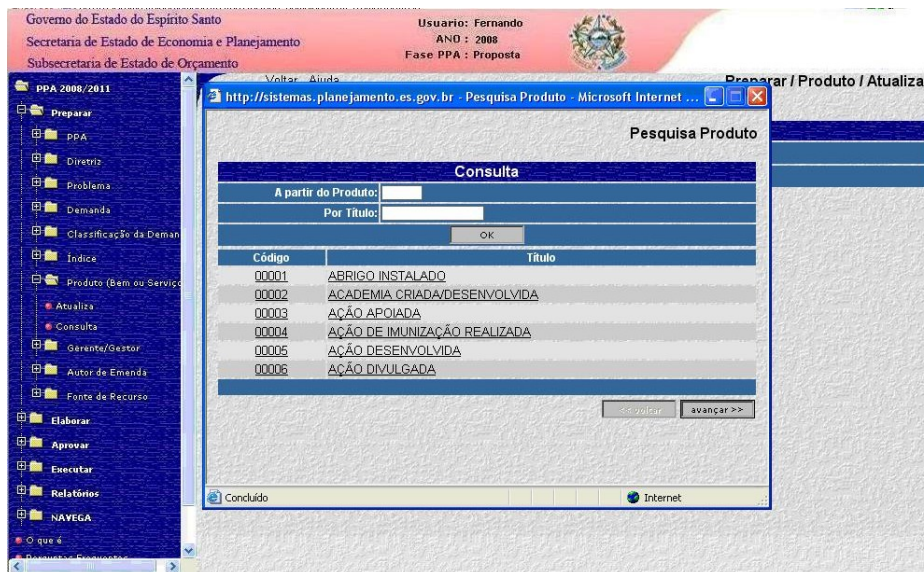 Governo do Estado do Espírito Santo
Secretaria de Estado de Economia e Planejamento
Subsecretaria de Estado de Orçamento
Usuario: Fernando
ANO : 2008
Fase PPA : Proposta
Voltar Ajuda
Preparar / Produto / Atualiza
PPA 2008/2011
Preparar
PPA
Diretriz
Problema
Demanda
Classificação da Deman
Índice
Produto (Bem ou Serviço
Atualiza
Consulta
Gerente/Gestor
Autor de Emenda
Fonte de Recurso
Elaborar
Aprovar
Executar
Relatórios
NAVEGA
O que é
Perguntas Frequentes
http://sistemas.planejamento.es.gov.br - Pesquisa Produto - Microsoft Internet ...
Pesquisa Produto
Consulta
A partir do Produto:
Por Título:
OK
Código Título
00001 ABRIGO INSTALADO
00002 ACADEMIA CRIADA/DESENVOLVIDA
00003 AÇÃO APOIADA
00004 AÇÃO DE IMUNIZAÇÃO REALIZADA
00005 AÇÃO DESENVOLVIDA
00006 AÇÃO DIVULGADA
<< voltar avançar >>
Concluído Internet